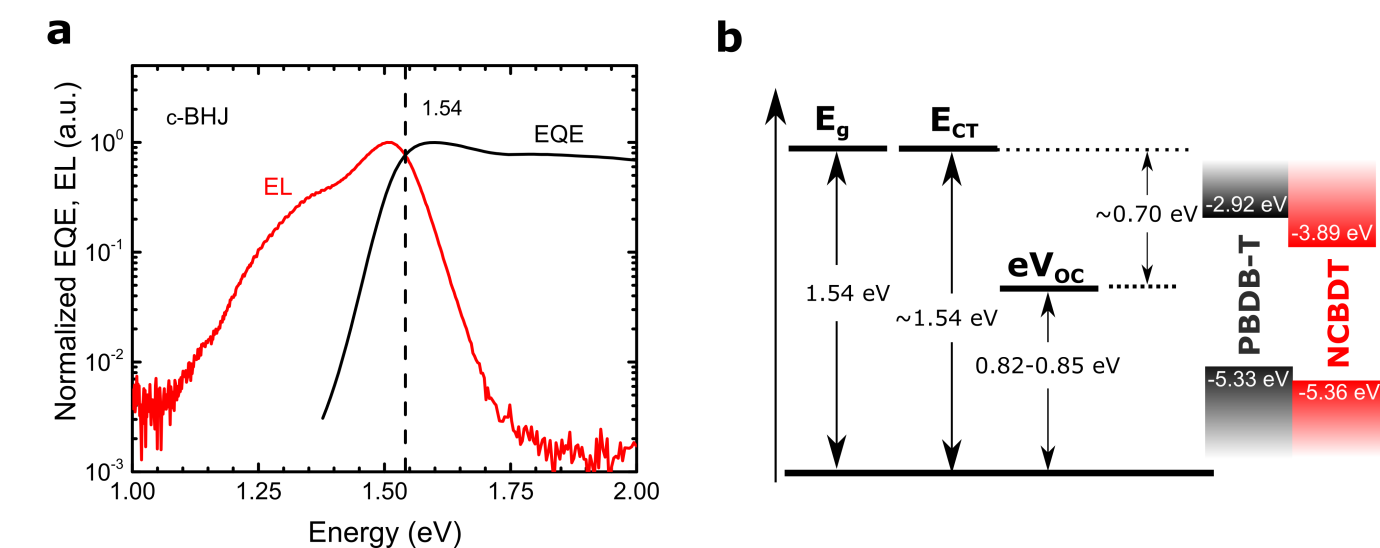 a
Normalized EQE, EL (a.u.)
10⁰
10⁻¹
10⁻²
10⁻³
c-BHJ
1.54
EQE
EL
1.00
1.25
1.50
1.75
2.00
Energy (eV)
b
E_g
E_CT
~0.70 eV
eV_OC
1.54 eV
~1.54 eV
0.82-0.85 eV
-2.92 eV
-3.89 eV
PBDB-T
NCBDT
-5.33 eV
-5.36 eV